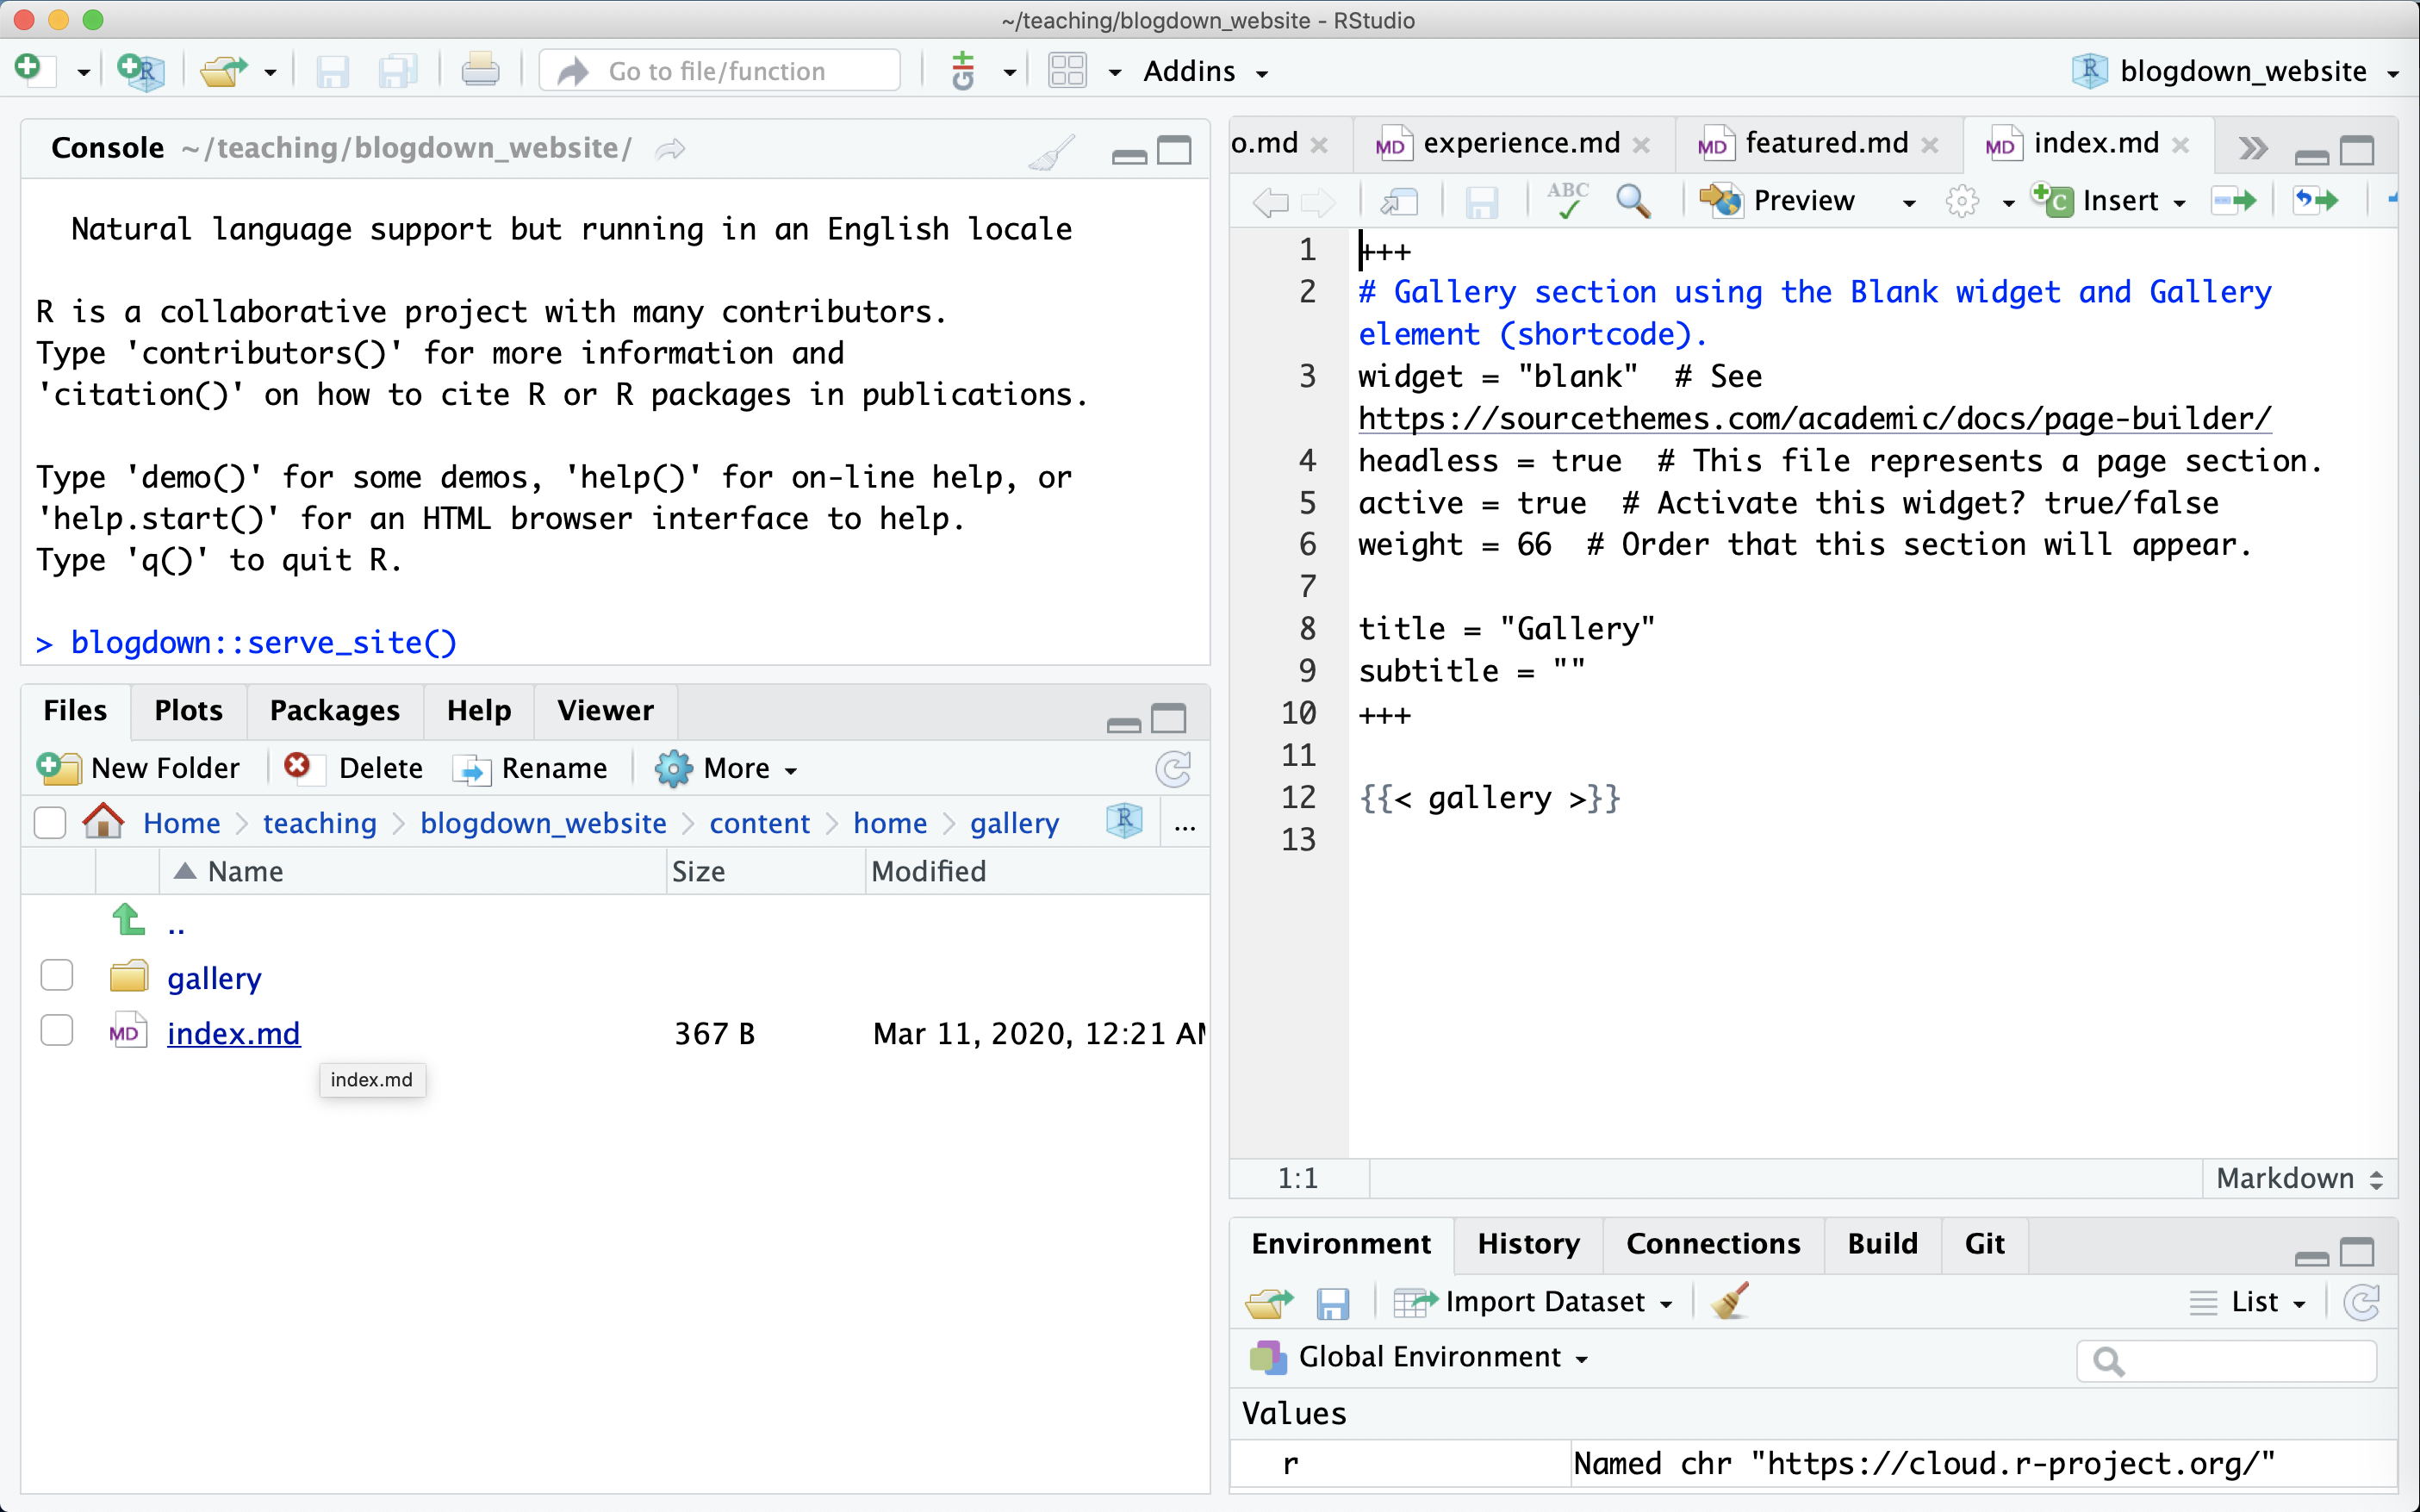 ~/teaching/blogdown_website - RStudio
Go to file/function
Addins
blogdown_website
Console ~/teaching/blogdown_website/
Natural language support but running in an English locale
R is a collaborative project with many contributors.
Type 'contributors()' for more information and
'citation()' on how to cite R or R packages in publications.
Type 'demo()' for some demos, 'help()' for on-line help, or
'help.start()' for an HTML browser interface to help.
Type 'q()' to quit R.
> blogdown::serve_site()
Files Plots Packages Help Viewer
New Folder Delete Rename More
Home teaching blogdown_website content home gallery ...
Name Size Modified
..
gallery
MD index.md 367 B Mar 11, 2020, 12:21 AM
index.md
o.md MD experience.md MD featured.md MD index.md
ABC Preview Insert
1 +++
2 # Gallery section using the Blank widget and Gallery
element (shortcode).
3 widget = "blank"  # See
https://sourcethemes.com/academic/docs/page-builder/
4 headless = true  # This file represents a page section.
5 active = true  # Activate this widget? true/false
6 weight = 66  # Order that this section will appear.
7
8 title = "Gallery"
9 subtitle = ""
10 +++
11
12 {{< gallery >}}
13
1:1 Markdown
Environment History Connections Build Git
Import Dataset List
Global Environment
Values
r Named chr "https://cloud.r-project.org/"